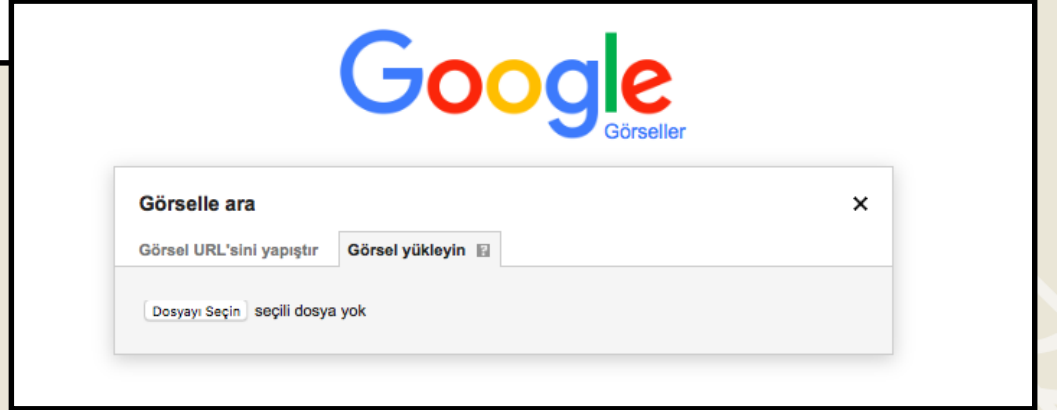 Google
Görseller
Görselle ara ×
Görsel URL'sini yapıştır Görsel yükleyin ?
Dosyayı Seçin seçili dosya yok